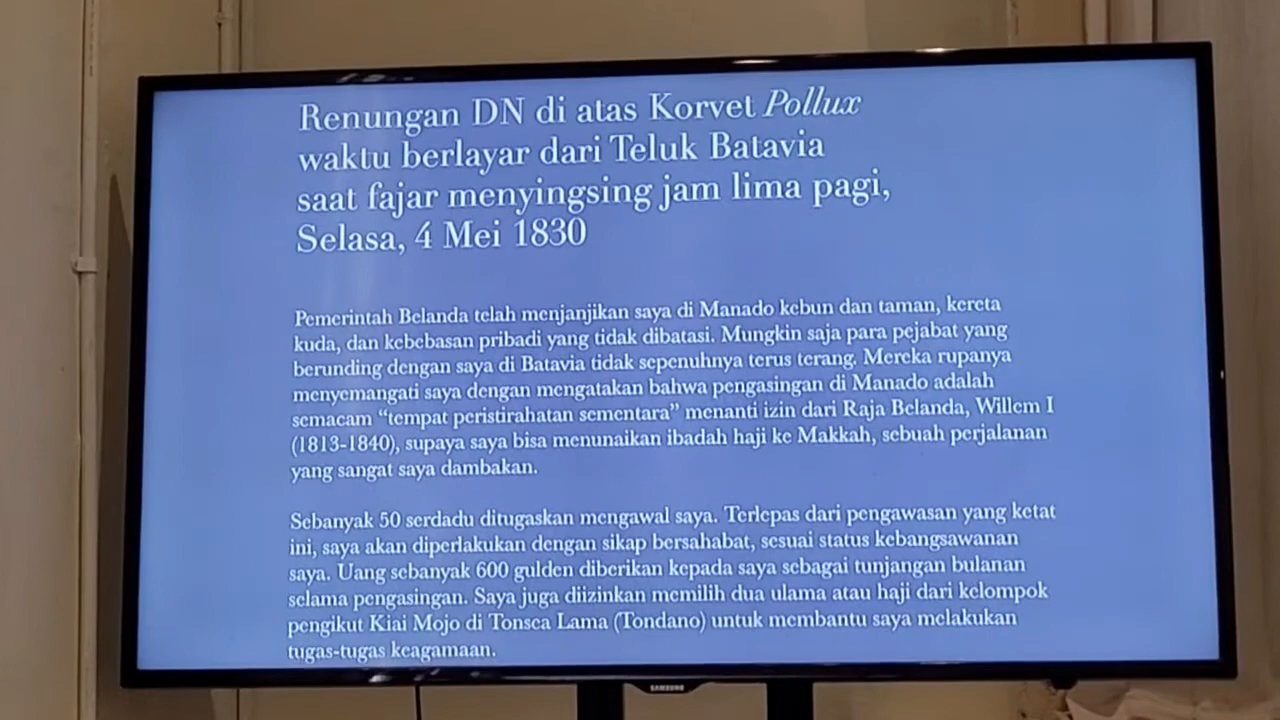 Renungan DN di atas Korvet Pollux
waktu berlayar dari Teluk Batavia
saat fajar menyingsing jam lima pagi,
Selasa, 4 Mei 1830
Pemerintah Belanda telah menjanjikan saya di Manado kebun dan taman, kereta
kuda, dan kebebasan pribadi yang tidak dibatasi. Mungkin saja para pejabat yang
berunding dengan saya di Batavia tidak sepenuhnya terus terang. Mereka rupanya
menyemangati saya dengan mengatakan bahwa pengasingan di Manado adalah
semacam “tempat peristirahatan sementara” menanti izin dari Raja Belanda, Willem I
(1813-1840), supaya saya bisa menunaikan ibadah haji ke Makkah, sebuah perjalanan
yang sangat saya dambakan.
Sebanyak 50 serdadu ditugaskan mengawal saya. Terlepas dari pengawasan yang ketat
ini, saya akan diperlakukan dengan sikap bersahabat, sesuai status kebangsawanan
saya. Uang sebanyak 600 gulden diberikan kepada saya sebagai tunjangan bulanan
selama pengasingan. Saya juga diizinkan memilih dua ulama atau haji dari kelompok
pengikut Kiai Mojo di Tonsea Lama (Tondano) untuk membantu saya melakukan
tugas-tugas keagamaan.
SAMSUNG